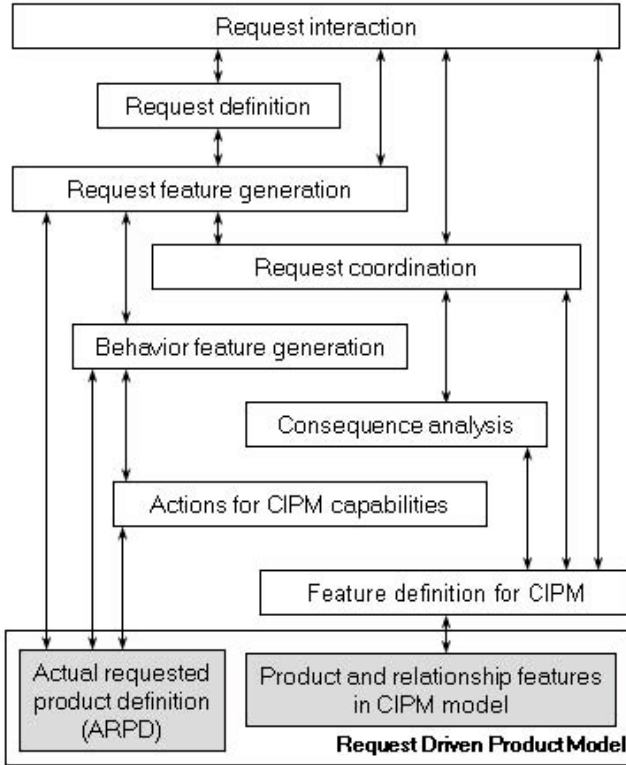 Request interaction
Request definition
Request feature generation
Request coordination
Behavior feature generation
Consequence analysis
Actions for CIPM capabilities
Feature definition for CIPM
Actual requested
product definition
(ARPD)
Product and relationship features
in CIPM model
Request Driven Product Model